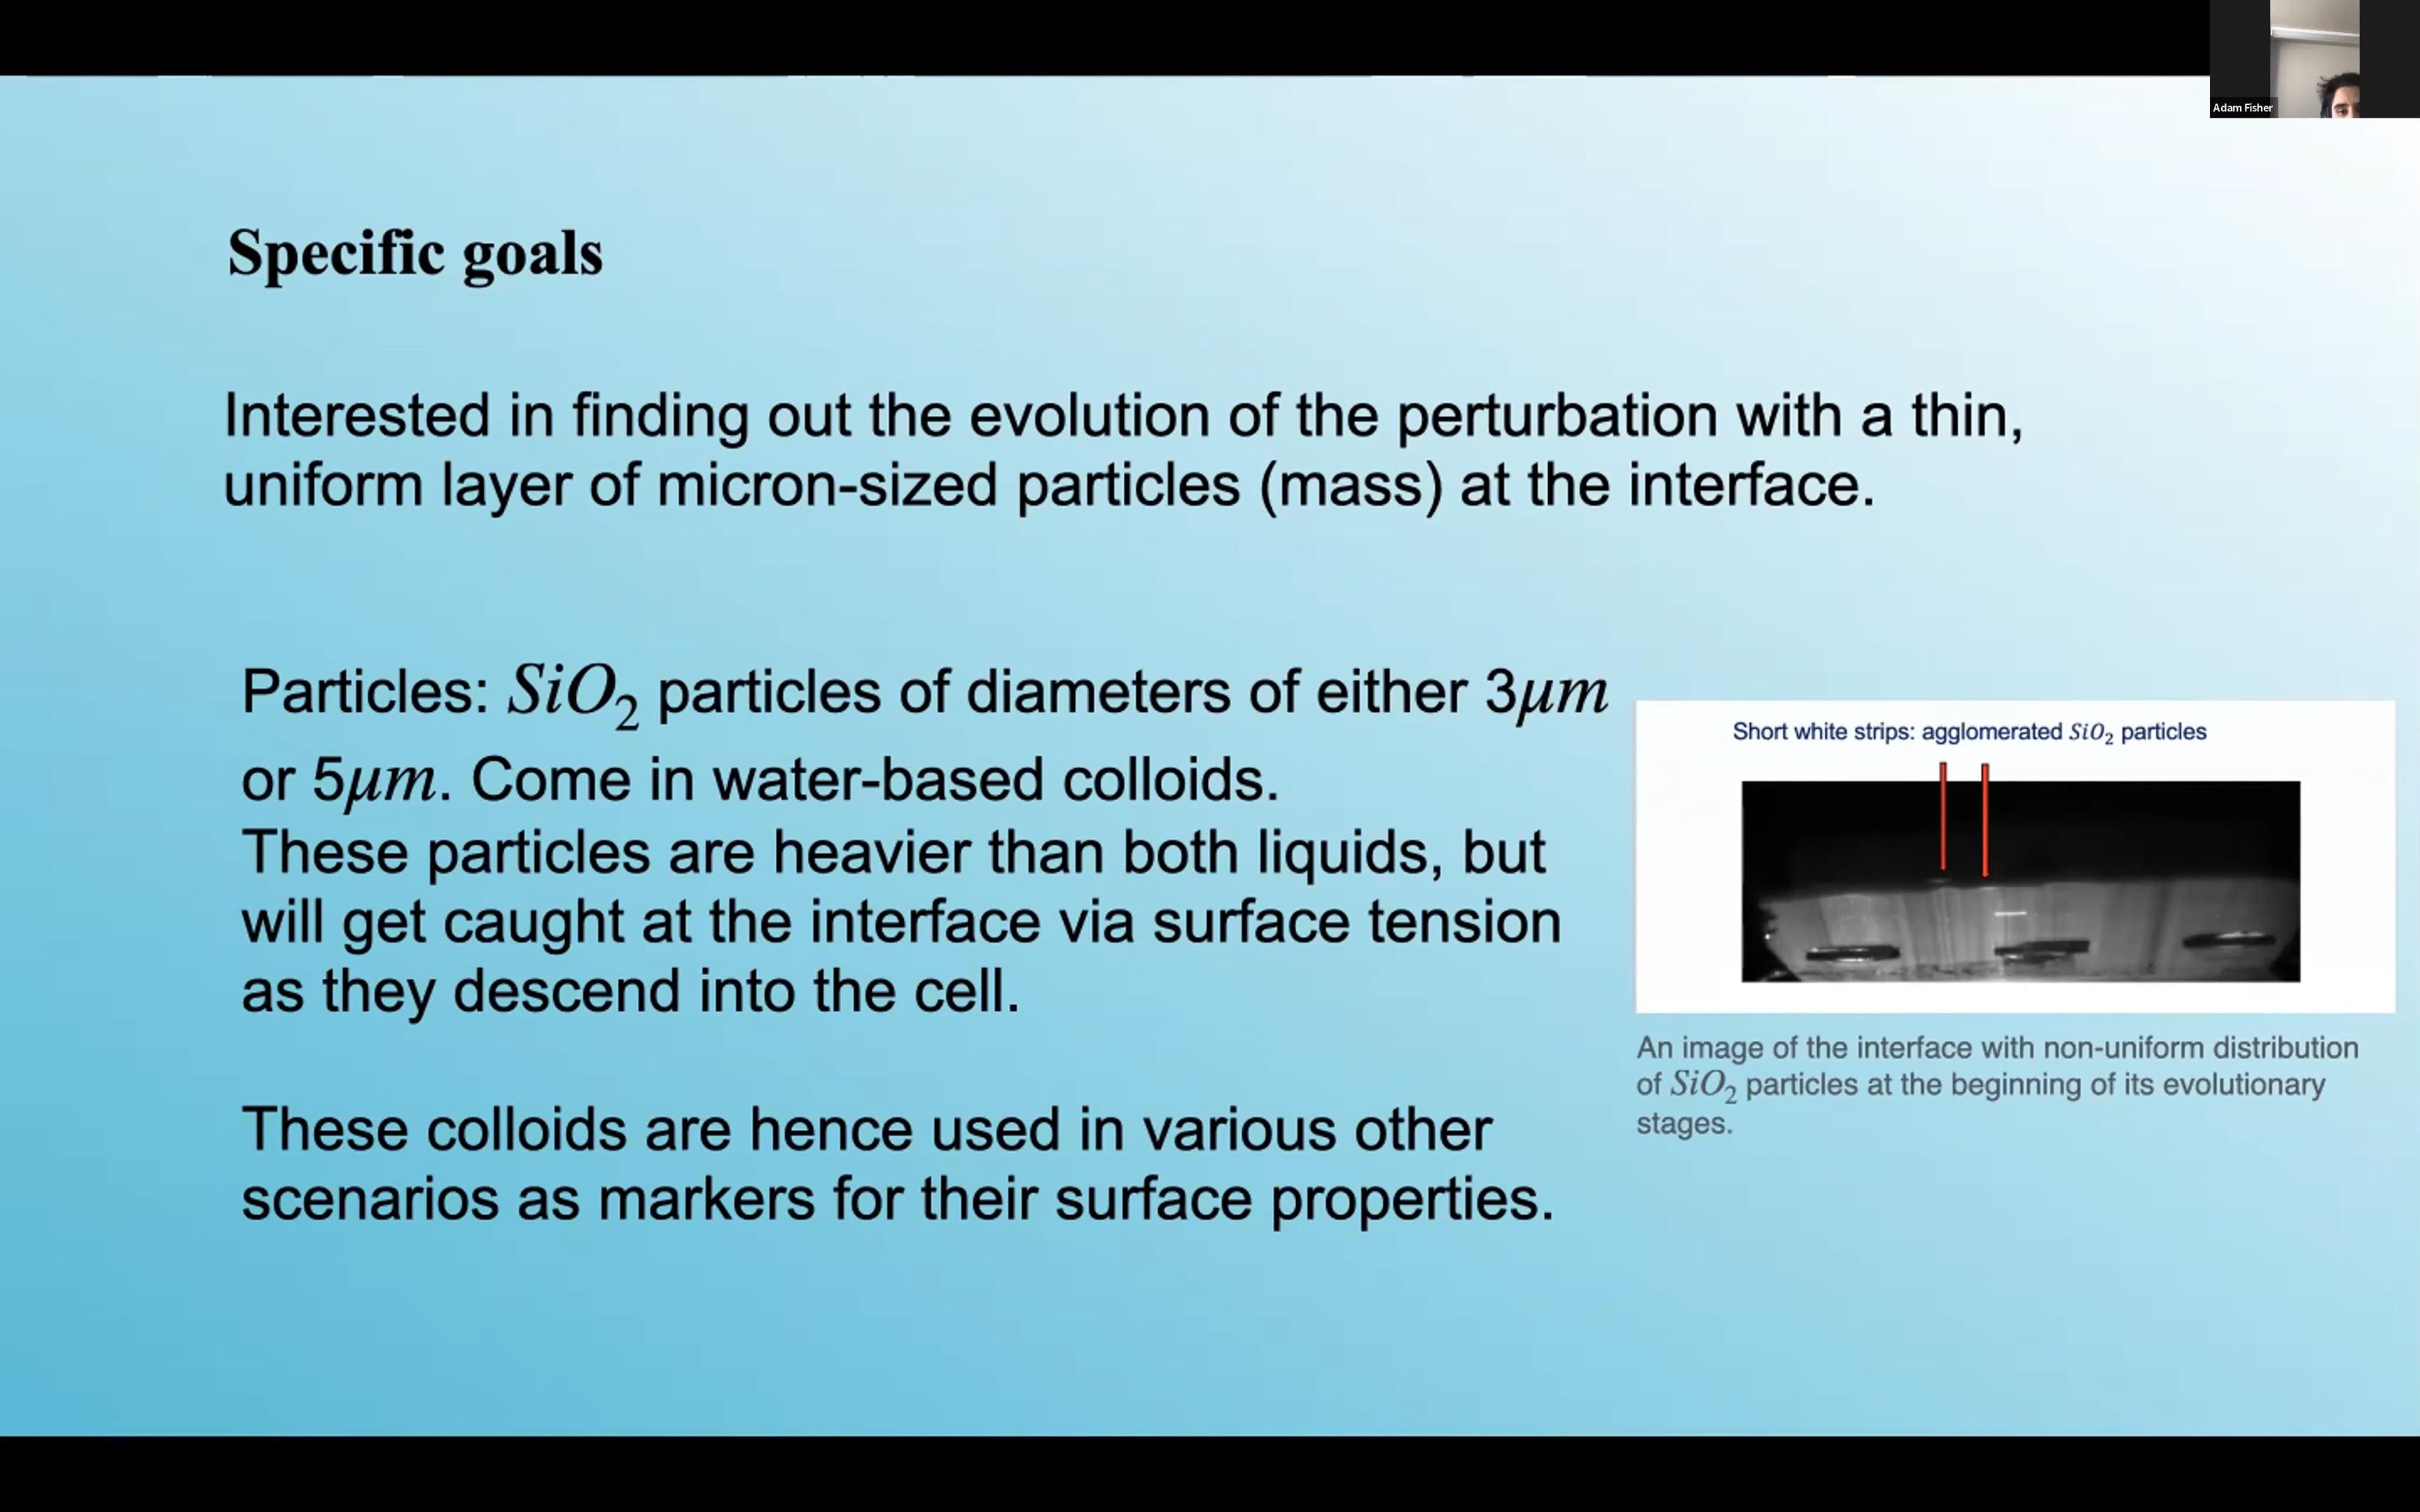 Adam Fisher
Specific goals
Interested in finding out the evolution of the perturbation with a thin,
uniform layer of micron-sized particles (mass) at the interface.
Particles: SiO₂ particles of diameters of either 3μm
or 5μm. Come in water-based colloids.
These particles are heavier than both liquids, but
will get caught at the interface via surface tension
as they descend into the cell.
These colloids are hence used in various other
scenarios as markers for their surface properties.
Short white strips: agglomerated SiO₂ particles
An image of the interface with non-uniform distribution
of SiO₂ particles at the beginning of its evolutionary
stages.